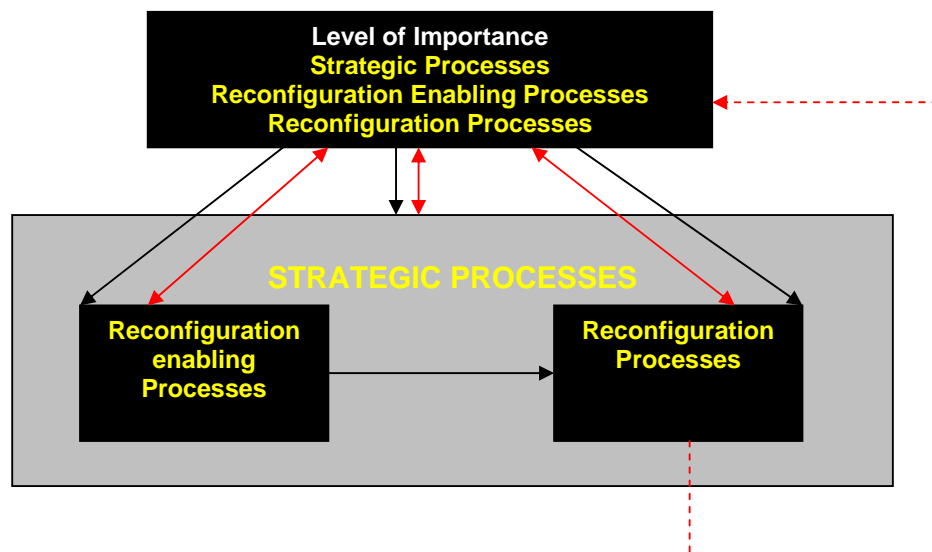 Level of Importance
Strategic Processes
Reconfiguration Enabling Processes
Reconfiguration Processes
STRATEGIC PROCESSES
Reconfiguration
enabling
Processes
Reconfiguration
Processes